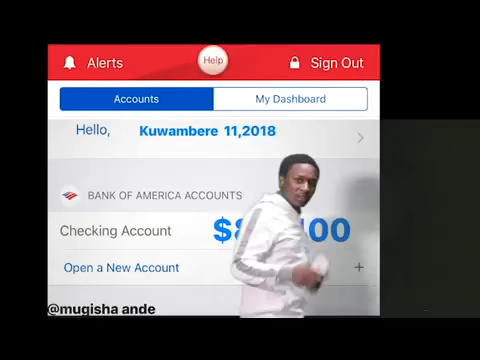 Alerts
Help
Sign Out
Accounts
My Dashboard
Hello,
Kuwambere 11,2018
BANK OF AMERICA ACCOUNTS
Checking Account
Open a New Account
+
@mugisha ande